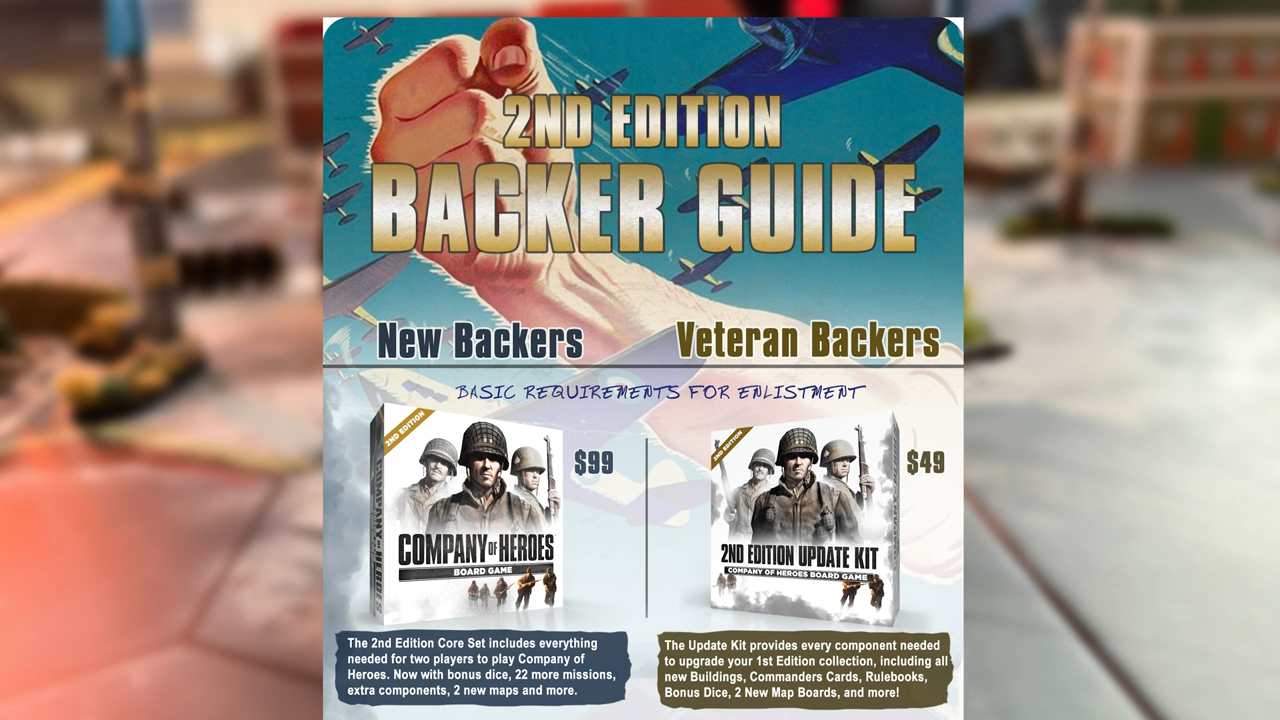 2ND EDITION
BACKER GUIDE
New Backers
Veteran Backers
BASIC REQUIREMENTS FOR ENLISTMENT
2ND EDITION
COMPANY OF HEROES
COMPANY OF HEROES
BOARD GAME
$99
2ND EDITION
2ND EDITION UPDATE KIT
COMPANY OF HEROES BOARD GAME
$49
The 2nd Edition Core Set includes everything
needed for two players to play Company of
Heroes. Now with bonus dice, 22 more missions,
extra components, 2 new maps and more.
The Update Kit provides every component needed
to upgrade your 1st Edition collection, including all
new Buildings, Commanders Cards, Rulebooks,
Bonus Dice, 2 New Map Boards, and more!